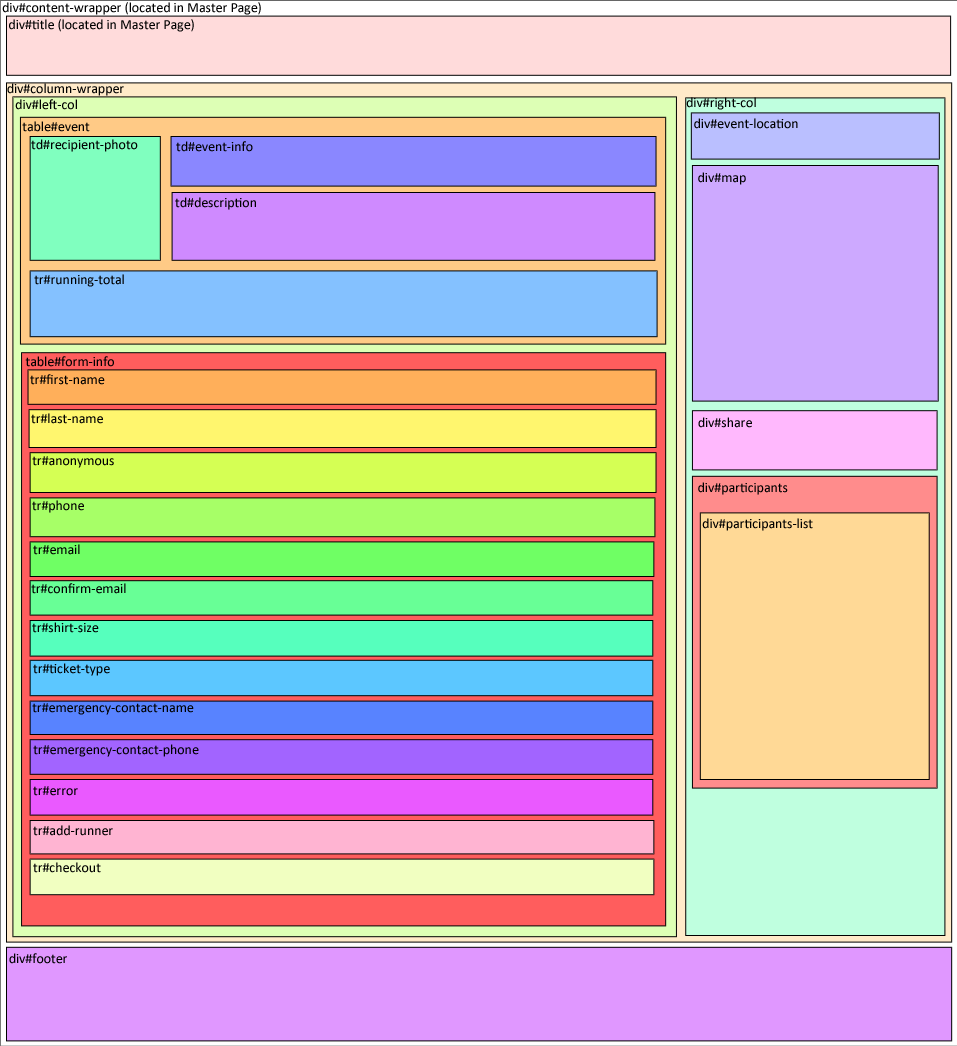 div#content-wrapper (located in Master Page)
div#title (located in Master Page)
div#column-wrapper
div#left-col
table#event
td#recipient-photo
td#event-info
td#description
tr#running-total
table#form-info
tr#first-name
tr#last-name
tr#anonymous
tr#phone
tr#email
tr#confirm-email
tr#shirt-size
tr#ticket-type
tr#emergency-contact-name
tr#emergency-contact-phone
tr#error
tr#add-runner
tr#checkout
div#right-col
div#event-location
div#map
div#share
div#participants
div#participants-list
div#footer